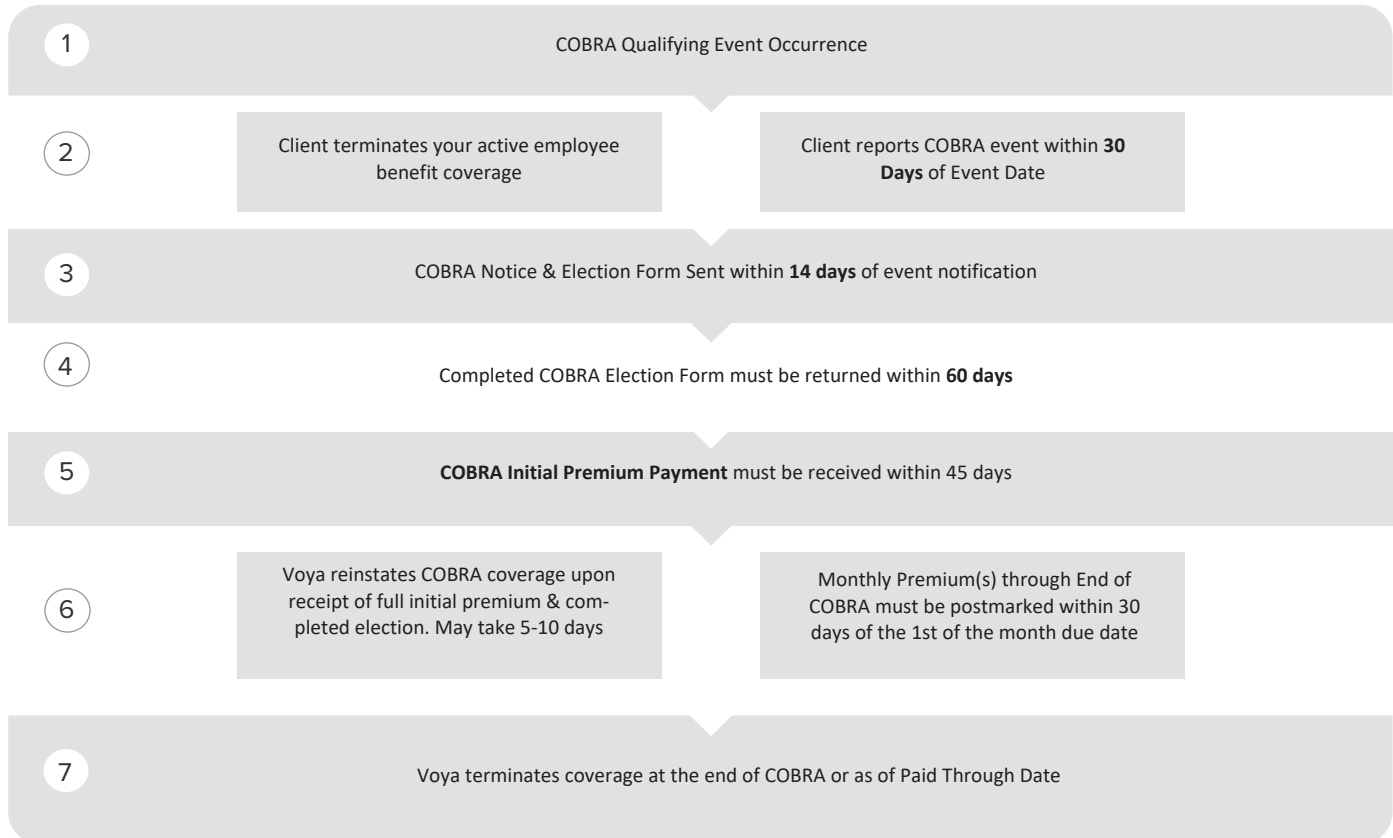 1
COBRA Qualifying Event Occurrence
2
Client terminates your active employee
benefit coverage
Client reports COBRA event within 30
Days of Event Date
3
COBRA Notice & Election Form Sent within 14 days of event notification
4
Completed COBRA Election Form must be returned within 60 days
5
COBRA Initial Premium Payment must be received within 45 days
6
Voya reinstates COBRA coverage upon
receipt of full initial premium & com-
pleted election. May take 5-10 days
Monthly Premium(s) through End of
COBRA must be postmarked within 30
days of the 1st of the month due date
7
Voya terminates coverage at the end of COBRA or as of Paid Through Date